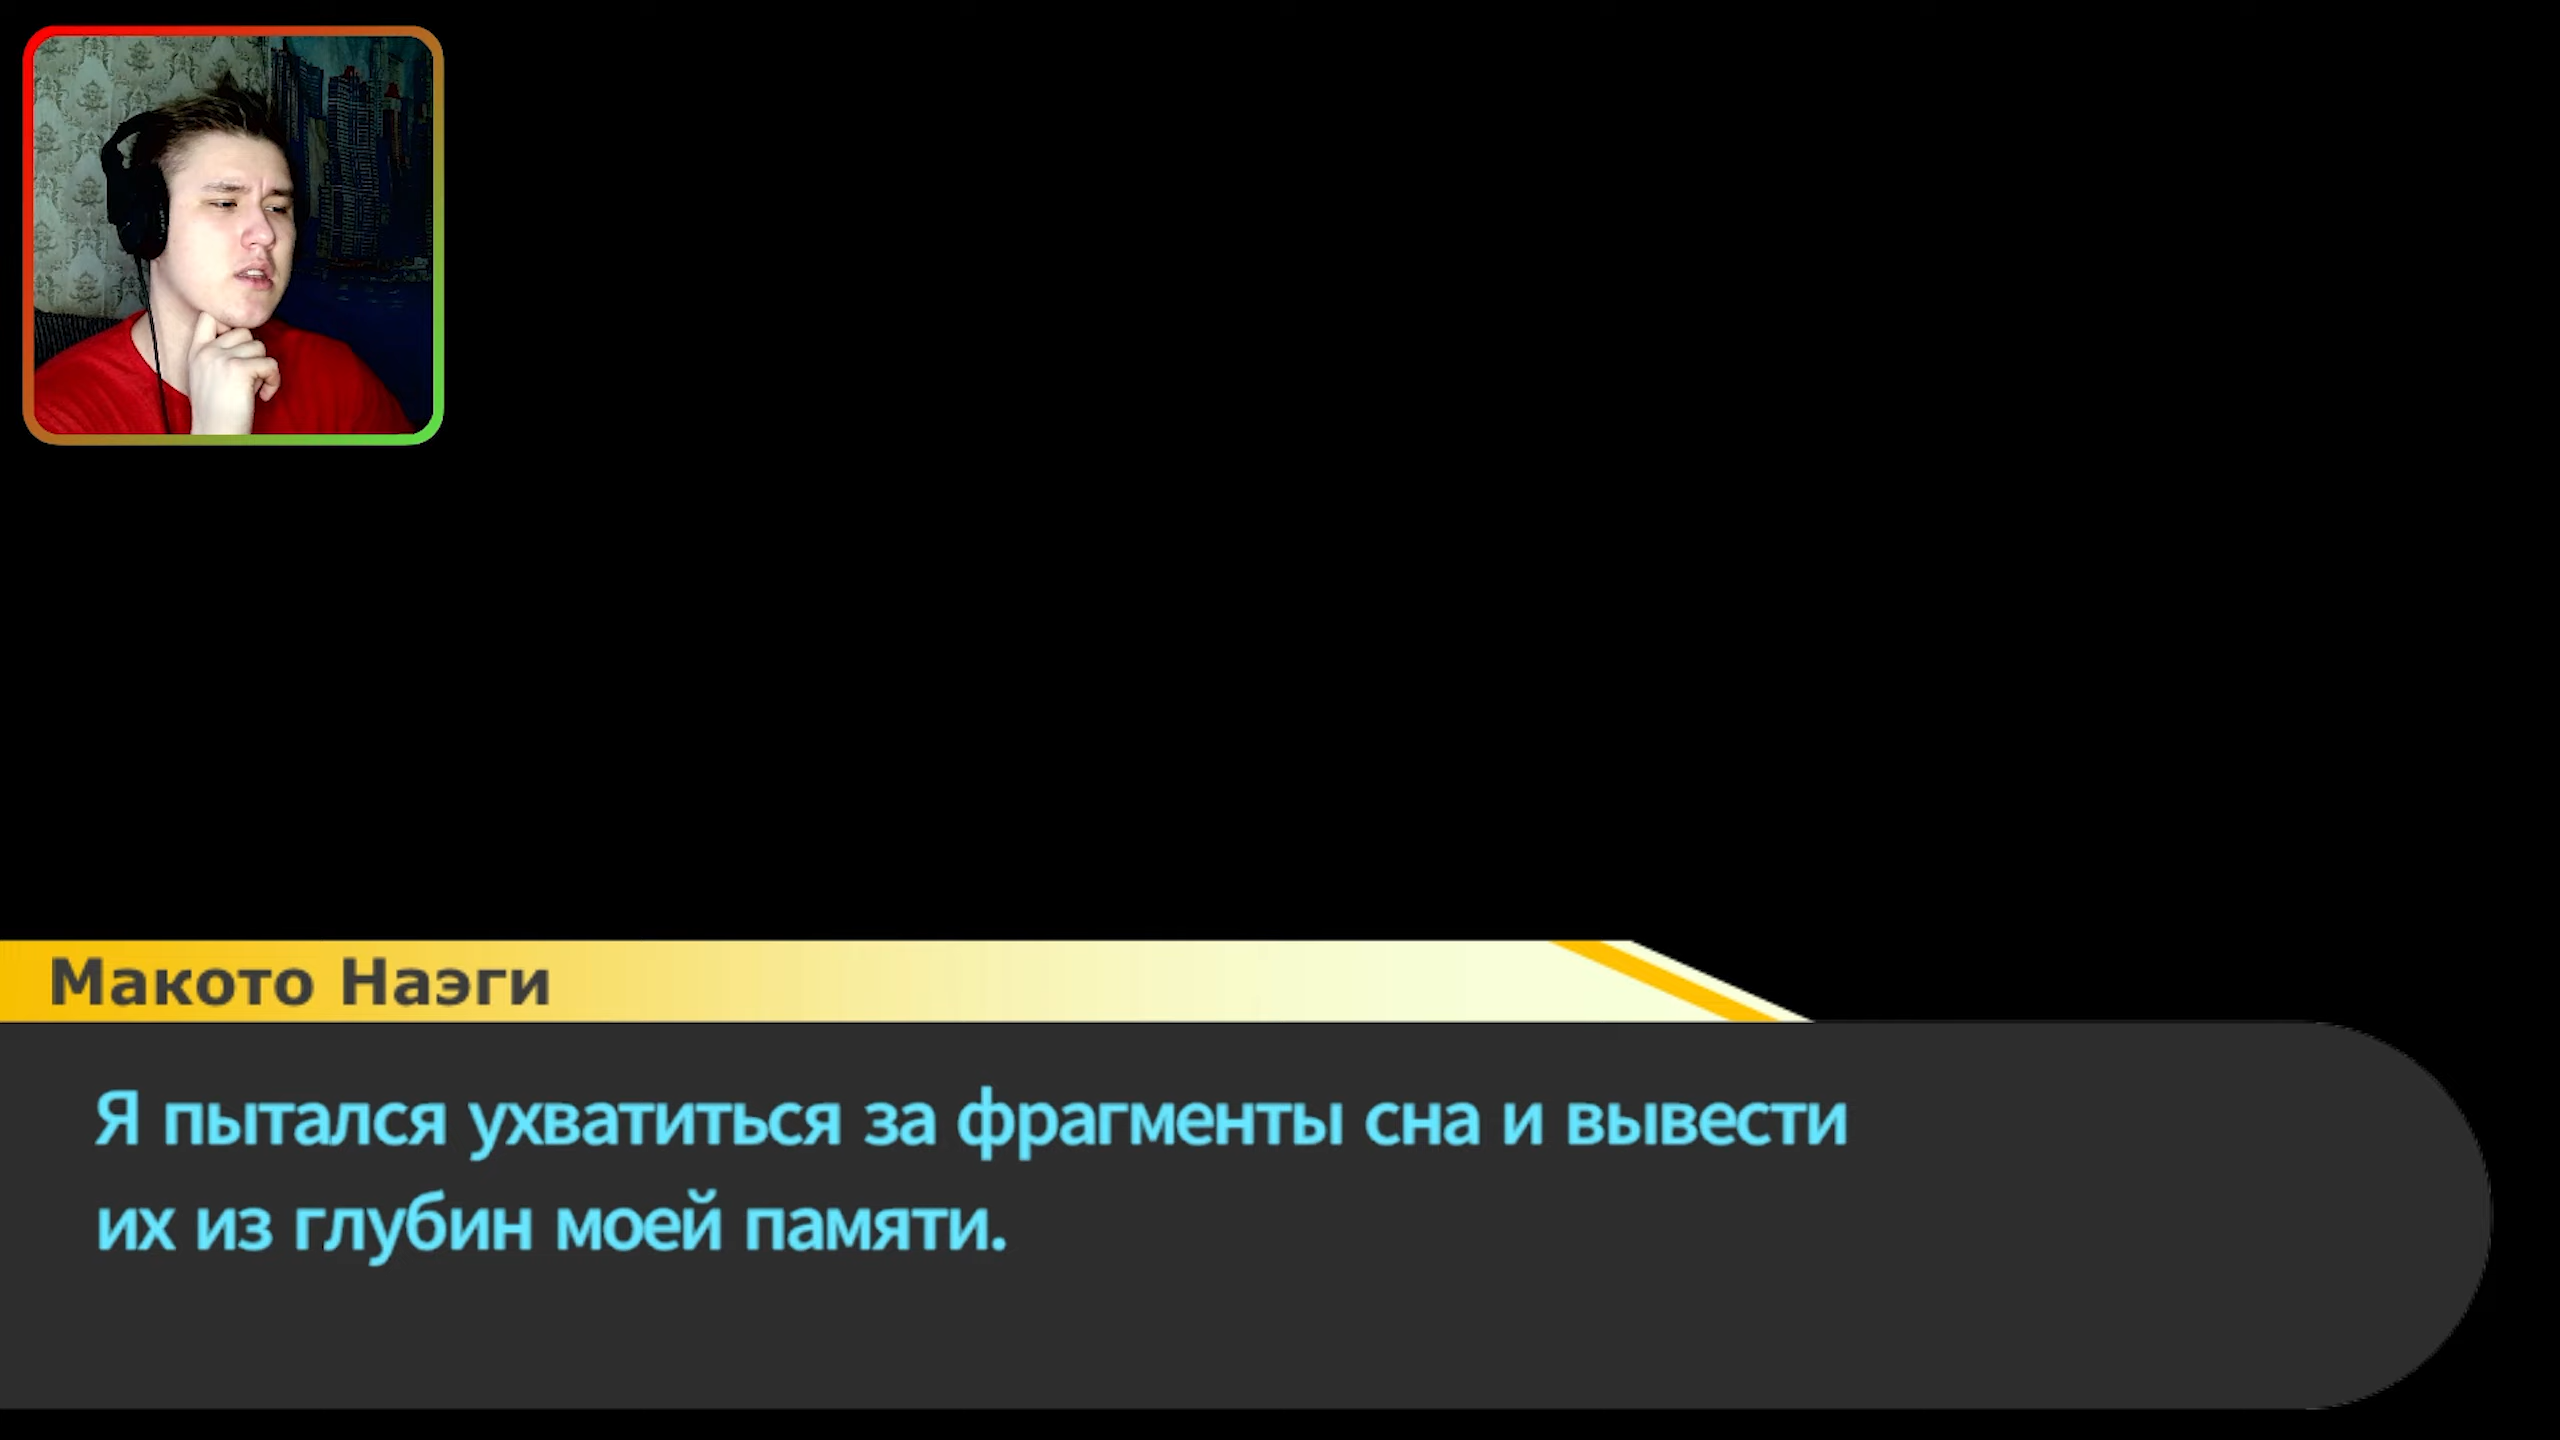 Макото Наэги
Я пытался ухватиться за фрагменты сна и вывести
их из глубин моей памяти.